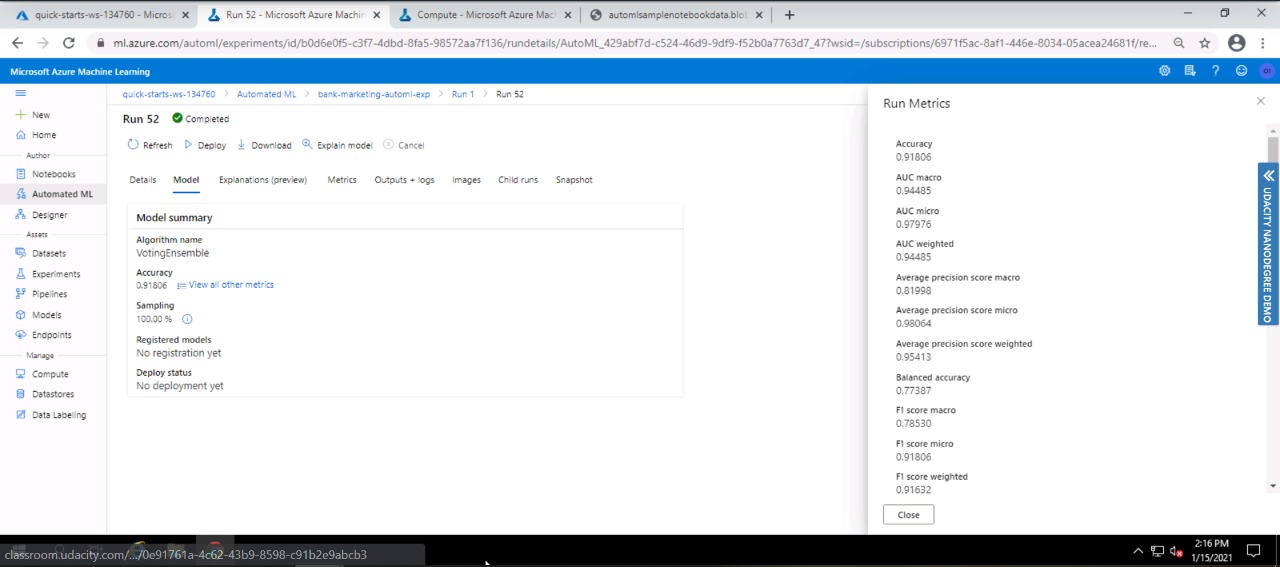 quick-starts-ws-134760 - Microso
Run 52 - Microsoft Azure Machin
Compute - Microsoft Azure Mac
automlsamplenotebookdata.blob
ml.azure.com/automl/experiments/id/b0d6e0f5-c3f7-4dbd-8fa5-98572aa7f136/rundetails/AutoML_429abf7d-c524-46d9-9df9-f52b0a7763d7_47?wsid=/subscriptions/6971f5ac-8af1-446e-8034-05acea24681f/re...
Microsoft Azure Machine Learning
New
Home
Author
Notebooks
Automated ML
Designer
Assets
Datasets
Experiments
Pipelines
Models
Endpoints
Manage
Compute
Datastores
Data Labeling
quick-starts-ws-134760 > Automated ML > bank-marketing-automl-exp > Run 1 > Run 52
Run 52 Completed
Refresh Deploy Download Explain model Cancel
Details Model Explanations (preview) Metrics Outputs + logs Images Child runs Snapshot
Model summary
Algorithm name
VotingEnsemble
Accuracy
0.91806 View all other metrics
Sampling
100.00 %
Registered models
No registration yet
Deploy status
No deployment yet
Run Metrics
Accuracy
0.91806
AUC macro
0.94485
AUC micro
0.97976
AUC weighted
0.94485
Average precision score macro
0.81998
Average precision score micro
0.98064
Average precision score weighted
0.95413
Balanced accuracy
0.77387
F1 score macro
0.78530
F1 score micro
0.91806
F1 score weighted
0.91632
Close
UDACITY NANODEGREE DEMO
classroom.udacity.com/.../0e91761a-4c62-43b9-8598-c91b2e9abcb3
2:16 PM
1/15/2021